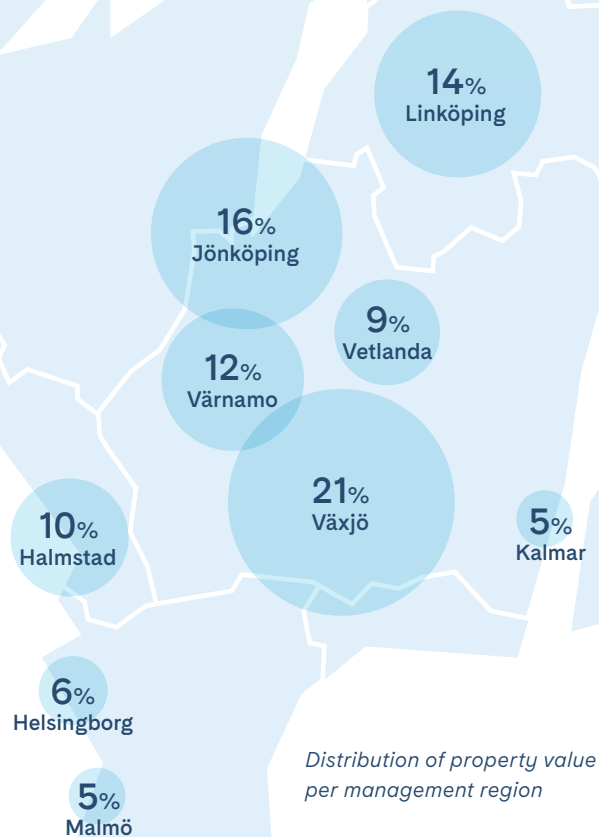 14%
Linköping
16%
Jönköping
9%
Vetlanda
12%
Värnamo
21%
Växjö
10%
Halmstad
5%
Kalmar
6%
Helsingborg
Distribution of property value
per management region
5%
Malmö